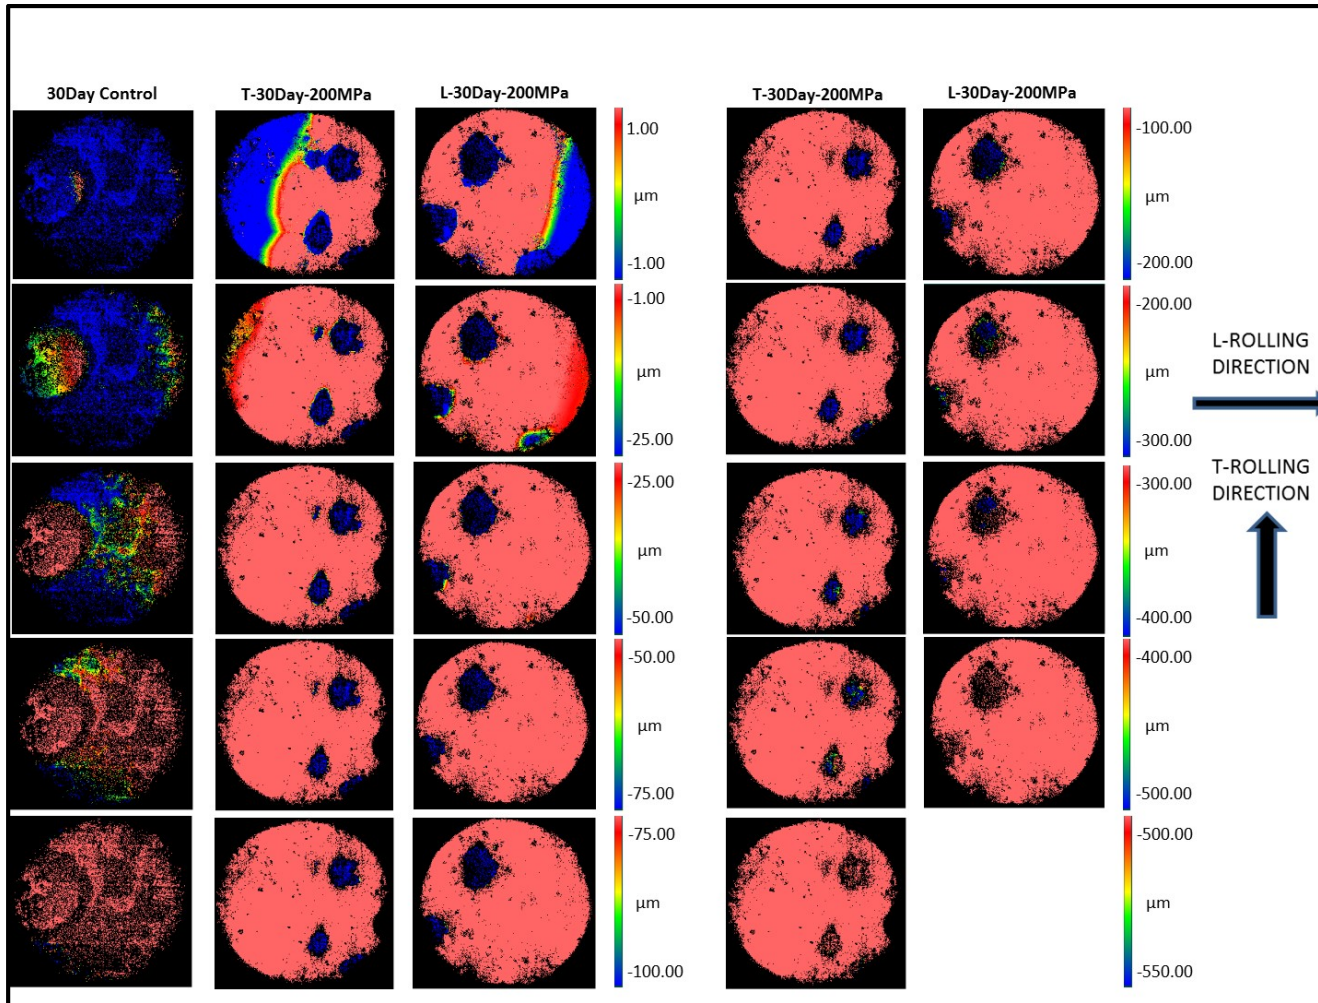 30Day Control
T-30Day-200MPa
L-30Day-200MPa
T-30Day-200MPa
L-30Day-200MPa
1.00
µm
-1.00
-100.00
µm
-200.00
-1.00
µm
-25.00
-200.00
µm
-300.00
L-ROLLING
DIRECTION
-25.00
µm
-50.00
-300.00
µm
-400.00
T-ROLLING
DIRECTION
-50.00
µm
-75.00
-400.00
µm
-500.00
-75.00
µm
-100.00
-500.00
µm
-550.00